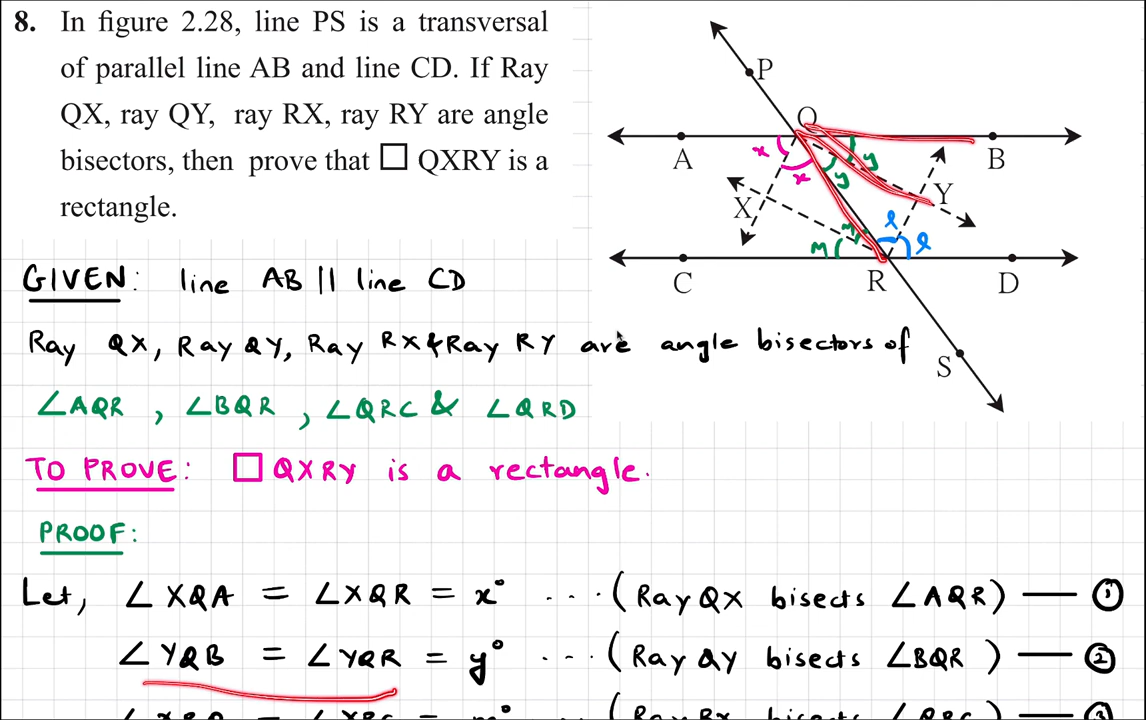 8. In figure 2.28, line PS is a transversal
of parallel line AB and line CD. If Ray
QX, ray QY, ray RX, ray RY are angle
bisectors, then prove that □ QXRY is a
rectangle.
P
Q
A
B
x
x
y
y
X
Y
m
m
l
l
C
R
D
S
GIVEN: line AB || line CD
Ray QX, Ray QY, Ray RX & Ray RY are angle bisectors of
∠AQR, ∠BQR, ∠QRC & ∠QRD
TO PROVE: □ QXRY is a rectangle.
PROOF:
Let, ∠XQA = ∠XQR = x° ... (Ray QX bisects ∠AQR) — ①
∠YQB = ∠YQR = y° ... (Ray QY bisects ∠BQR) — ②